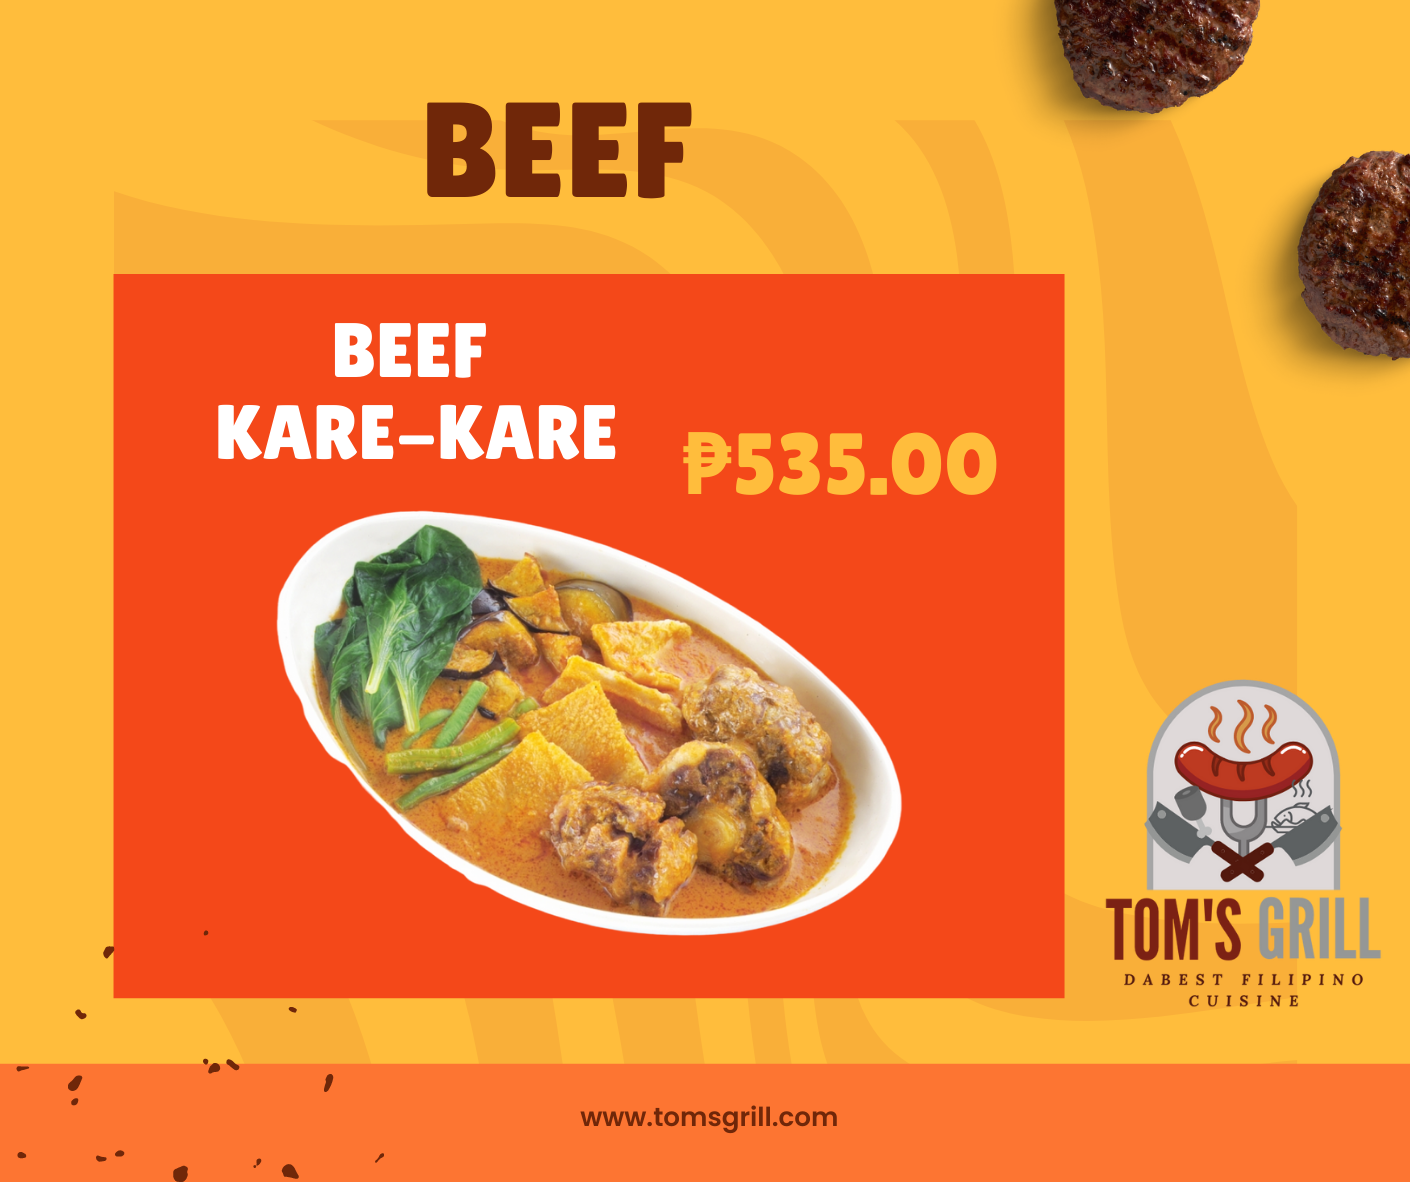 BEEF
BEEF
KARE-KARE
₱535.00
TOM'S GRILL
DABEST FILIPINO
CUISINE
www.tomsgrill.com